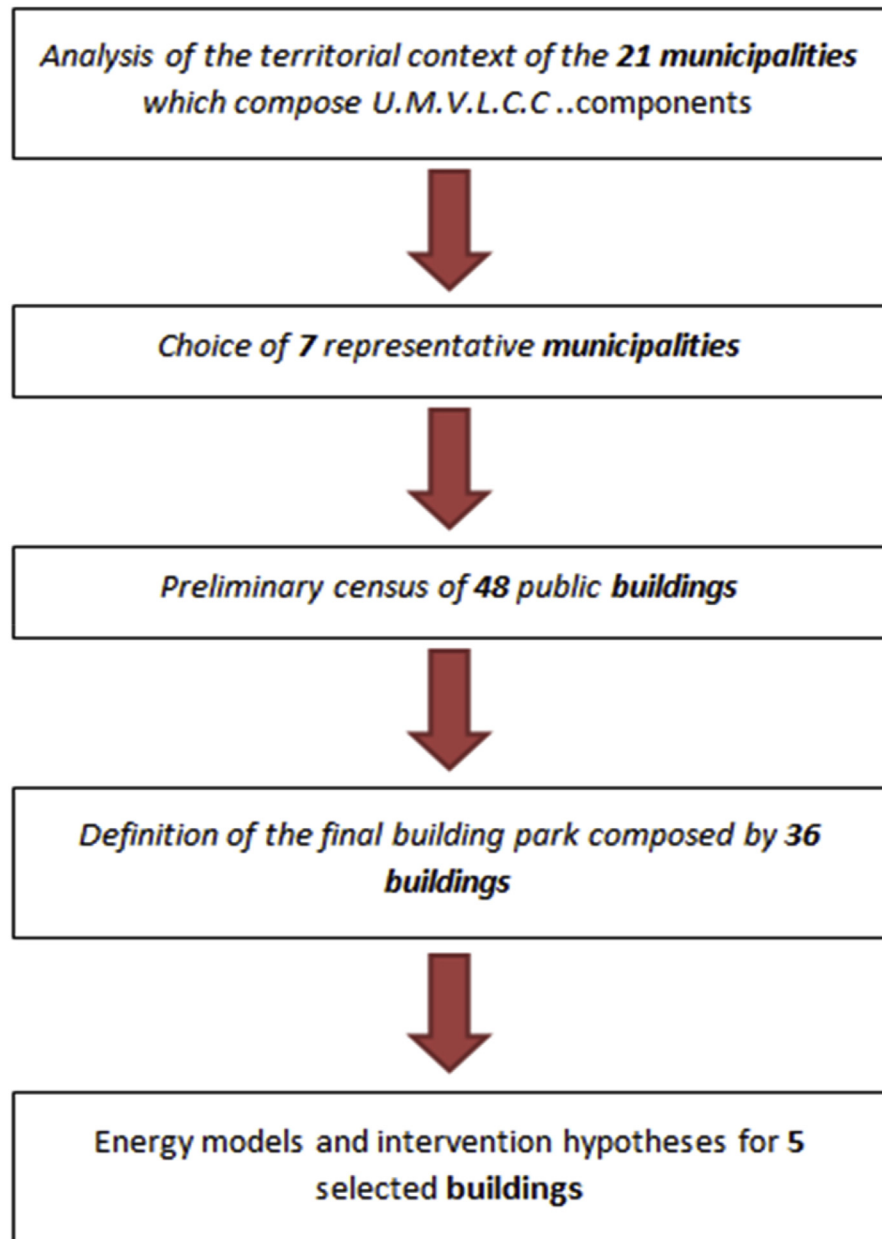 Analysis of the territorial context of the 21 municipalities
which compose U.M.V.L.C.C ..components
Choice of 7 representative municipalities
Preliminary census of 48 public buildings
Definition of the final building park composed by 36
buildings
Energy models and intervention hypotheses for 5
selected buildings